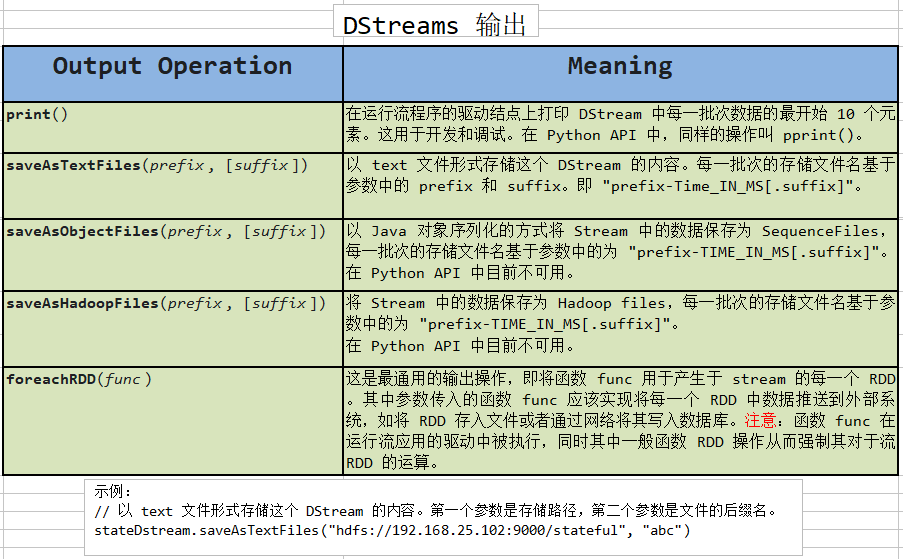 DStreams 输出
Output Operation
Meaning
print()
在运行流程序的驱动结点上打印 DStream 中每一批次数据的最开始 10 个元
素。这用于开发和调试。在 Python API 中，同样的操作叫 pprint()。
saveAsTextFiles(prefix, [suffix])
以 text 文件形式存储这个 DStream 的内容。每一批次的存储文件名基于
参数中的 prefix 和 suffix。即 "prefix-Time_IN_MS[.suffix]"。
saveAsObjectFiles(prefix, [suffix])
以 Java 对象序列化的方式将 Stream 中的数据保存为 SequenceFiles，
每一批次的存储文件名基于参数中的为 "prefix-TIME_IN_MS[.suffix]"。
在 Python API 中目前不可用。
saveAsHadoopFiles(prefix, [suffix])
将 Stream 中的数据保存为 Hadoop files，每一批次的存储文件名基于参
数中的为 "prefix-TIME_IN_MS[.suffix]"。
在 Python API 中目前不可用。
foreachRDD(func)
这是最通用的输出操作，即将函数 func 用于产生于 stream 的每一个 RDD
。其中参数传入的函数 func 应该实现将每一个 RDD 中数据推送到外部系
统，如将 RDD 存入文件或者通过网络将其写入数据库。注意：函数 func 在
运行流应用的驱动中被执行，同时其中一般函数 RDD 操作从而强制其对于流
RDD 的运算。
示例：
// 以 text 文件形式存储这个 DStream 的内容。第一个参数是存储路径，第二个参数是文件的后缀名。
stateDstream.saveAsTextFiles("hdfs://192.168.25.102:9000/stateful", "abc")